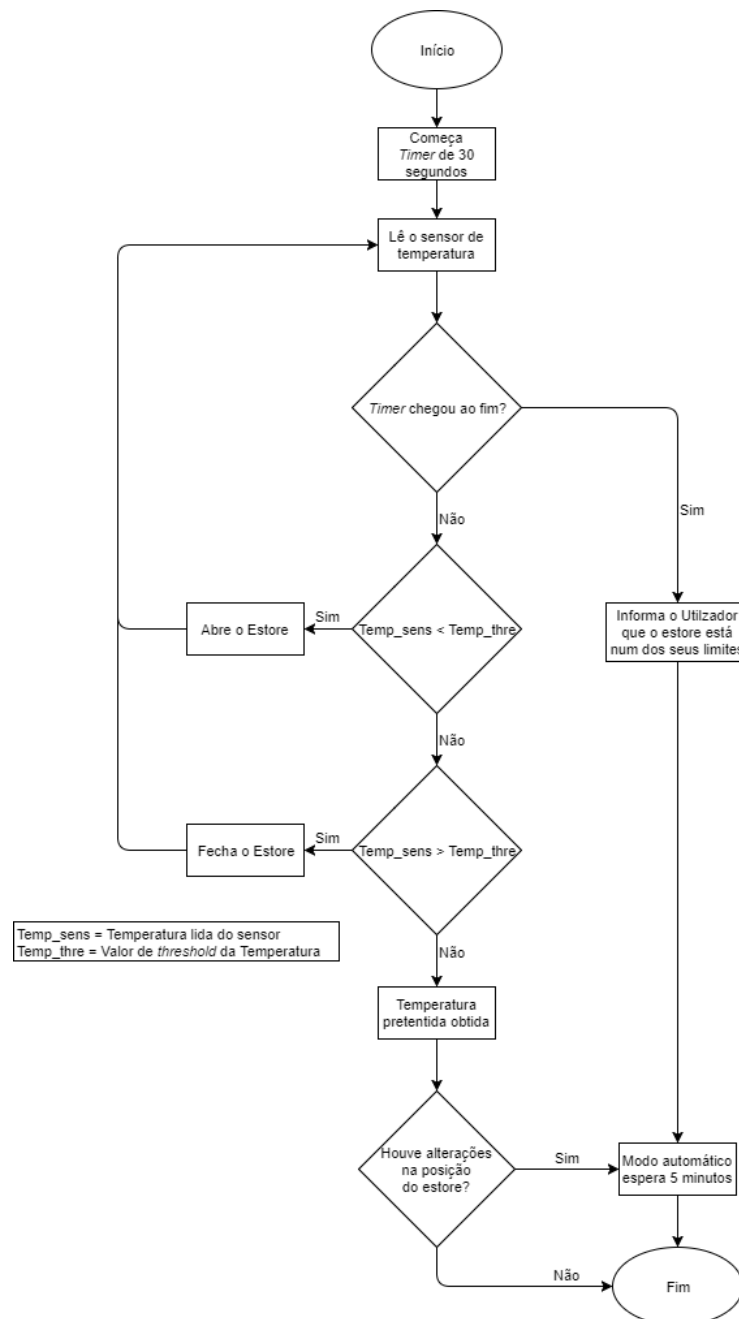 Início
Começa
Timer de 30
segundos
Lê o sensor de
temperatura
Timer chegou ao fim?
Sim
Não
Temp_sens < Temp_thre
Sim
Abre o Estore
Informa o Utilzador
que o estore está
num dos seus limites
Não
Temp_sens > Temp_thre
Sim
Fecha o Estore
Temp_sens = Temperatura lida do sensor
Temp_thre = Valor de threshold da Temperatura
Não
Temperatura
pretentida obtida
Houve alterações
na posição
do estore?
Sim
Modo automático
espera 5 minutos
Não
Fim